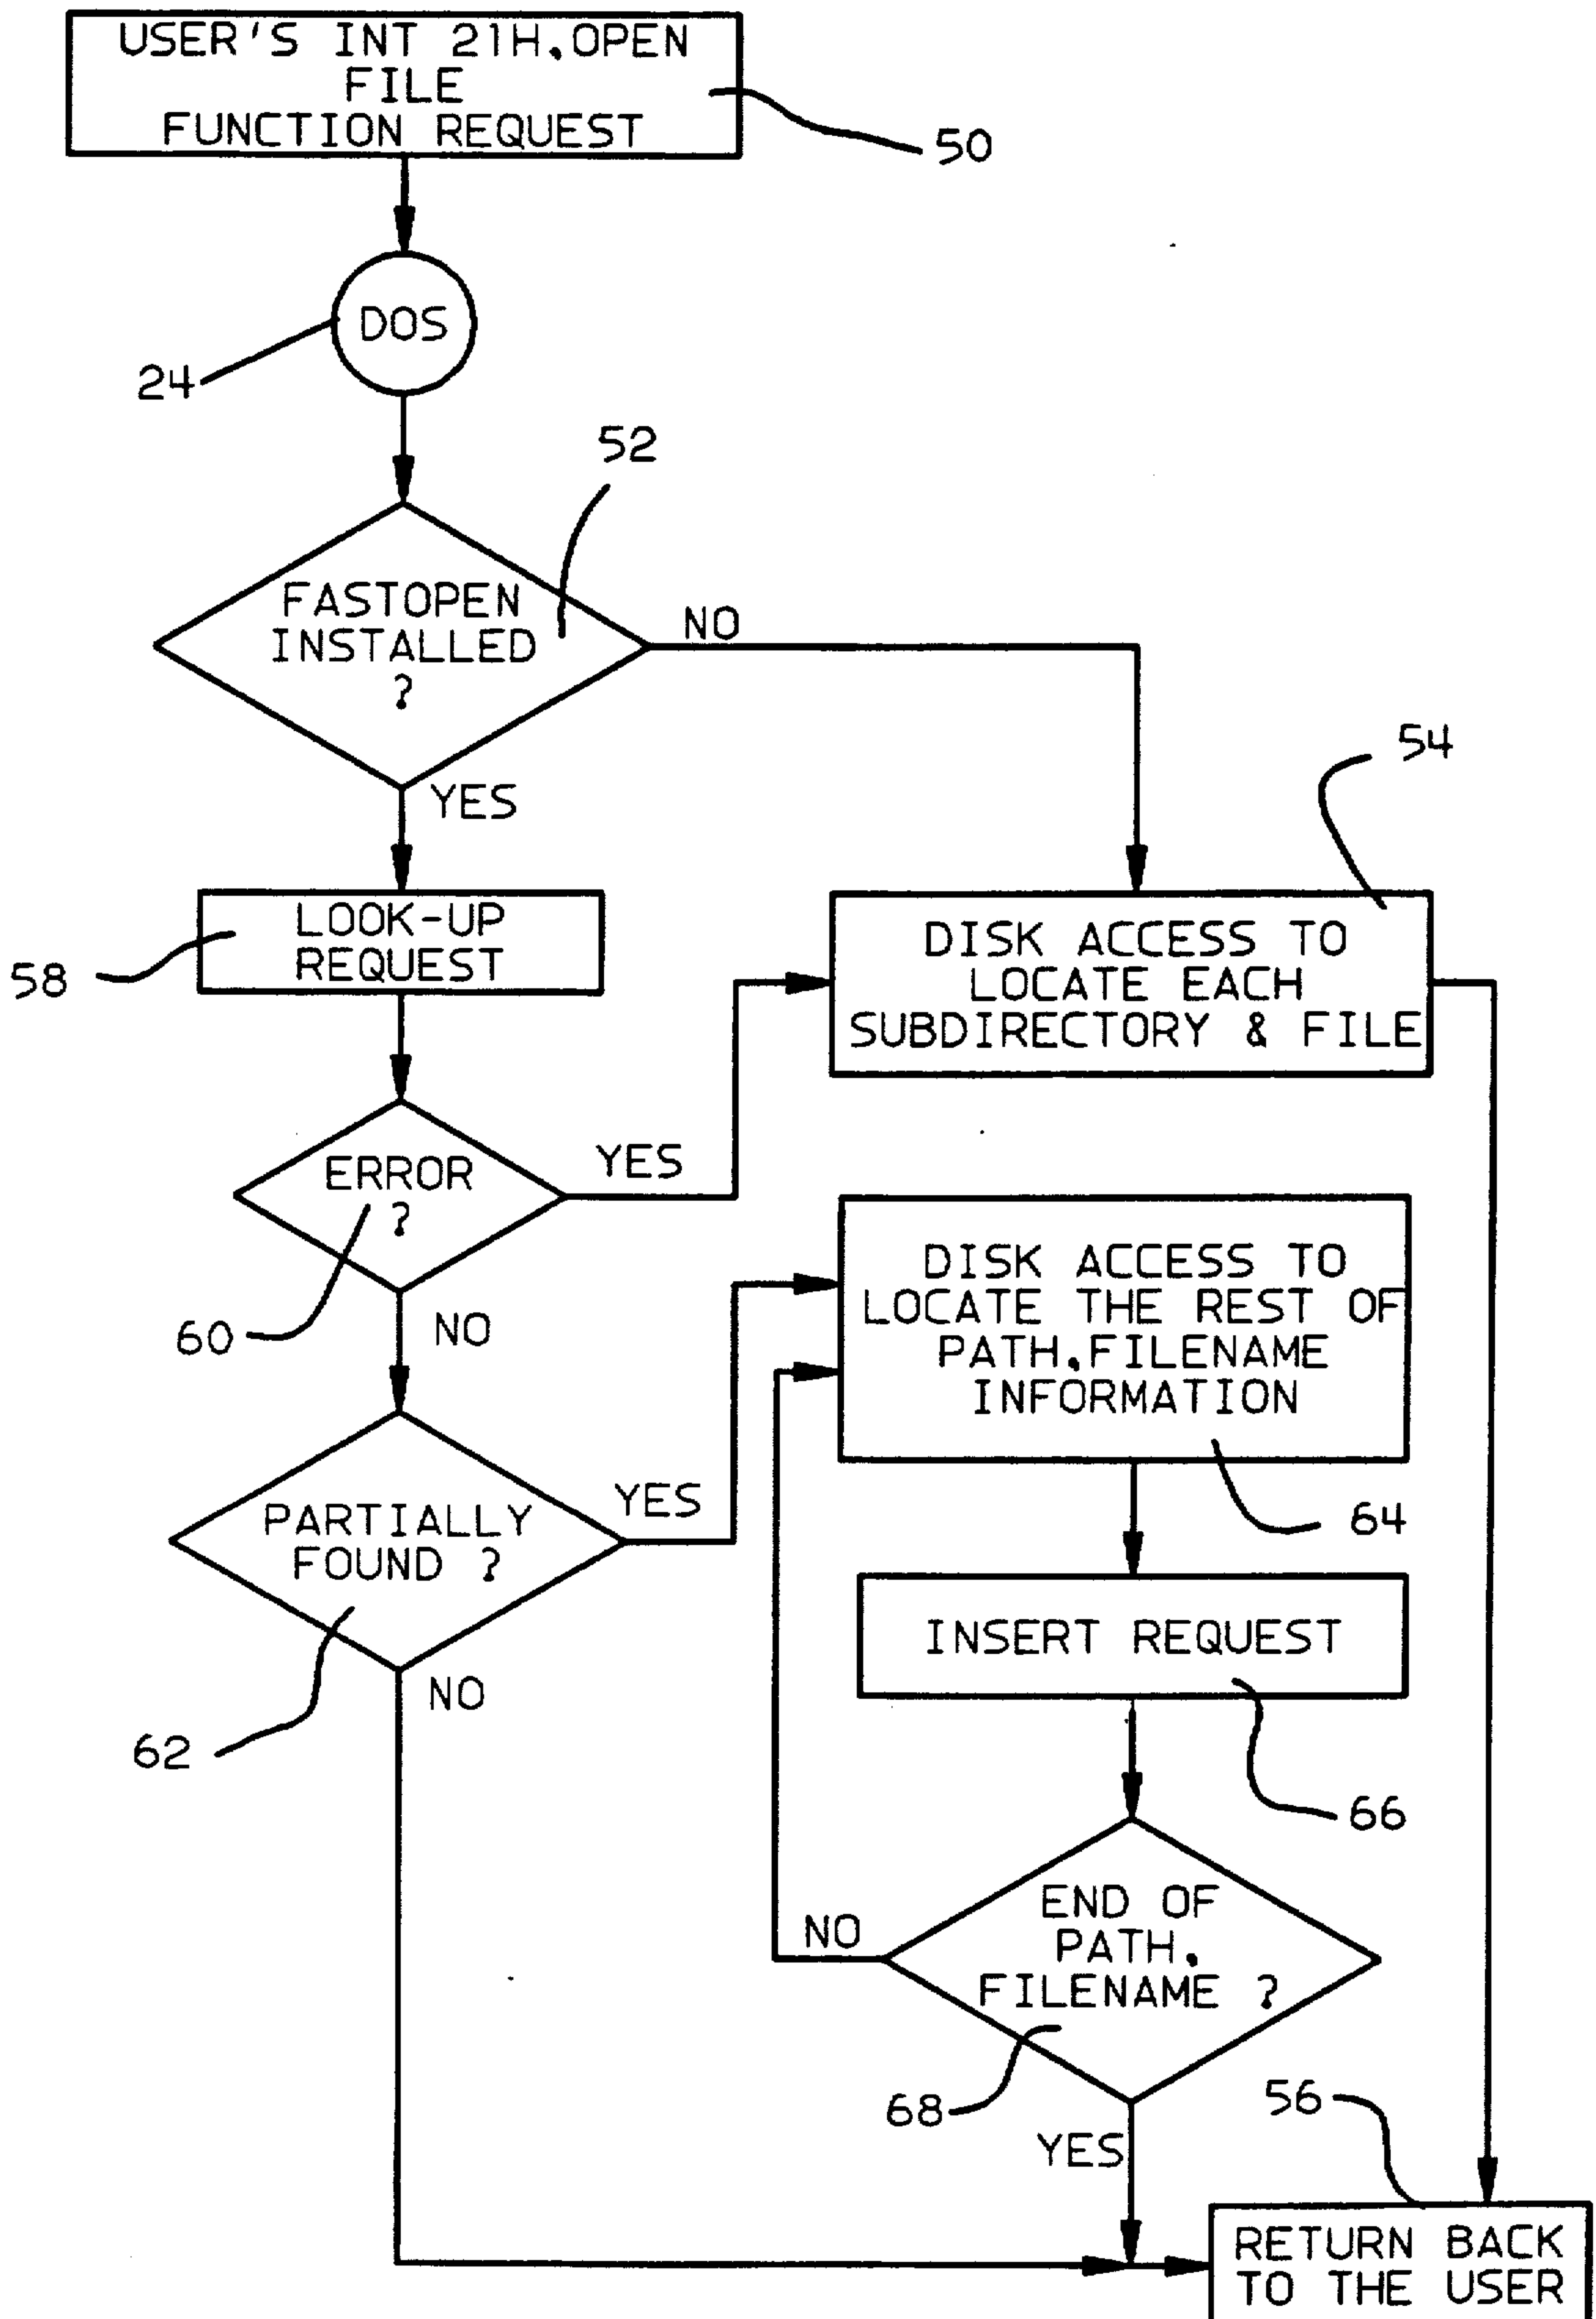 USER'S INT 21H,OPEN
FILE
FUNCTION REQUEST
50
DOS
24
52
FASTOPEN
INSTALLED
?
NO
YES
54
LOOK-UP
REQUEST
58
DISK ACCESS TO
LOCATE EACH
SUBDIRECTORY & FILE
ERROR
?
YES
60
NO
DISK ACCESS TO
LOCATE THE REST OF
PATH,FILENAME
INFORMATION
64
PARTIALLY
FOUND ?
YES
62
NO
INSERT REQUEST
66
END OF
PATH,
FILENAME ?
NO
68
YES
56
RETURN BACK
TO THE USER